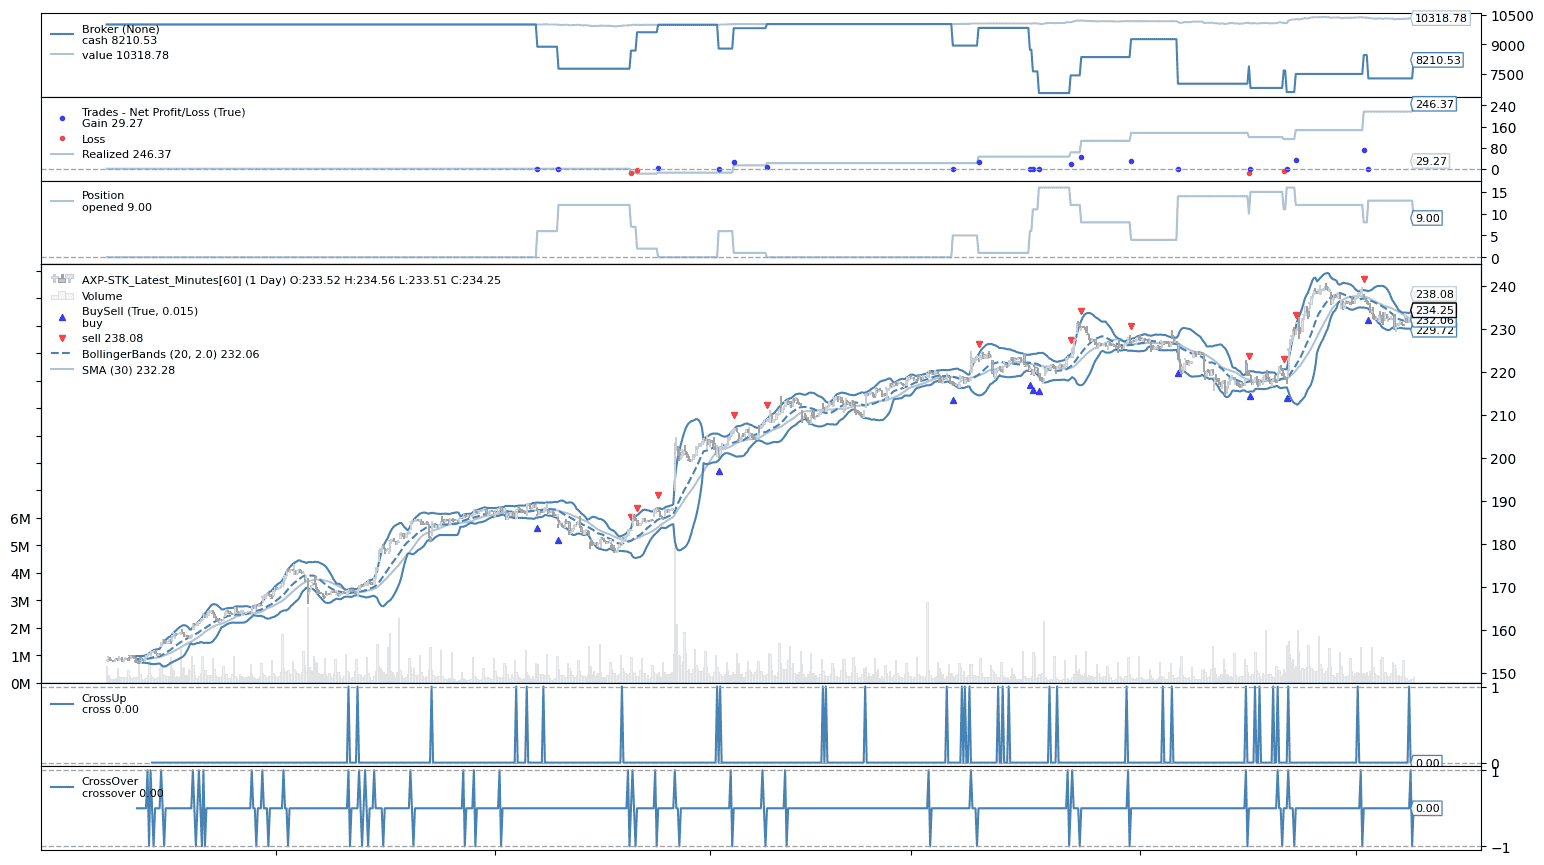 Broker (None)
cash 8210.53
value 10318.78
10500
10318.78
9000
8210.53
7500
Trades - Net Profit/Loss (True)
Gain 29.27
Loss
Realized 246.37
246.37
240
160
80
29.27
0
Position
opened 9.00
15
10
9.00
5
0
AXP-STK_Latest_Minutes[60] (1 Day) O:233.52 H:234.56 L:233.51 C:234.25
Volume
BuySell (True, 0.015)
buy
sell 238.08
BollingerBands (20, 2.0) 232.06
SMA (30) 232.28
240
238.08
234.25
232.06
230
229.72
220
210
200
190
180
170
160
150
6M
5M
4M
3M
2M
1M
0M
CrossUp
cross 0.00
1
0.00
0
CrossOver
crossover 0.00
1
0.00
−1